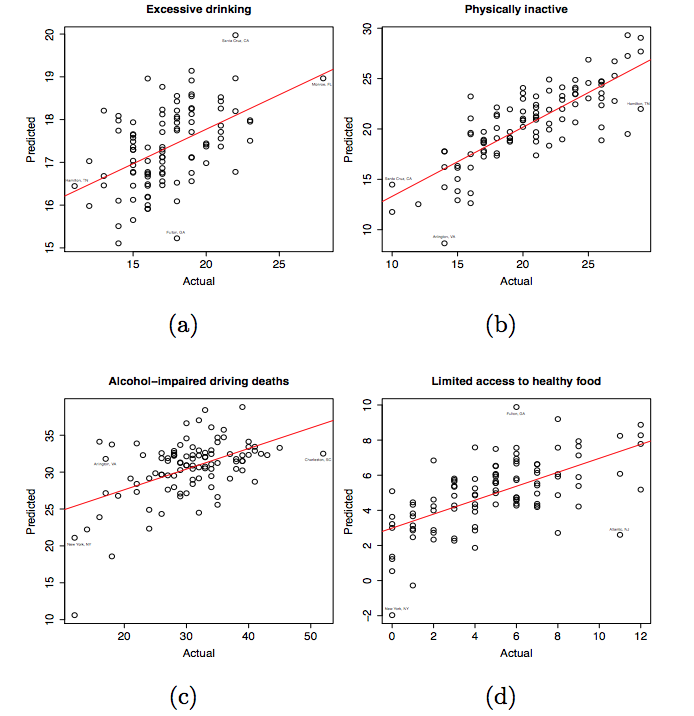 Excessive drinking
20
19
18
17
16
15
Predicted
Santa Cruz, CA
Monroe, FL
Hamilton, TN
Fulton, GA
15 20 25
Actual
(a)
Physically inactive
30
25
20
15
10
Predicted
Hamilton, TN
Santa Cruz, CA
Arlington, VA
10 15 20 25
Actual
(b)
Alcohol−impaired driving deaths
35
30
25
20
15
10
Predicted
Arlington, VA
Charleston, SC
New York, NY
20 30 40 50
Actual
(c)
Limited access to healthy food
10
8
6
4
2
0
−2
Predicted
Fulton, GA
Atlantic, NJ
New York, NY
0 2 4 6 8 10 12
Actual
(d)